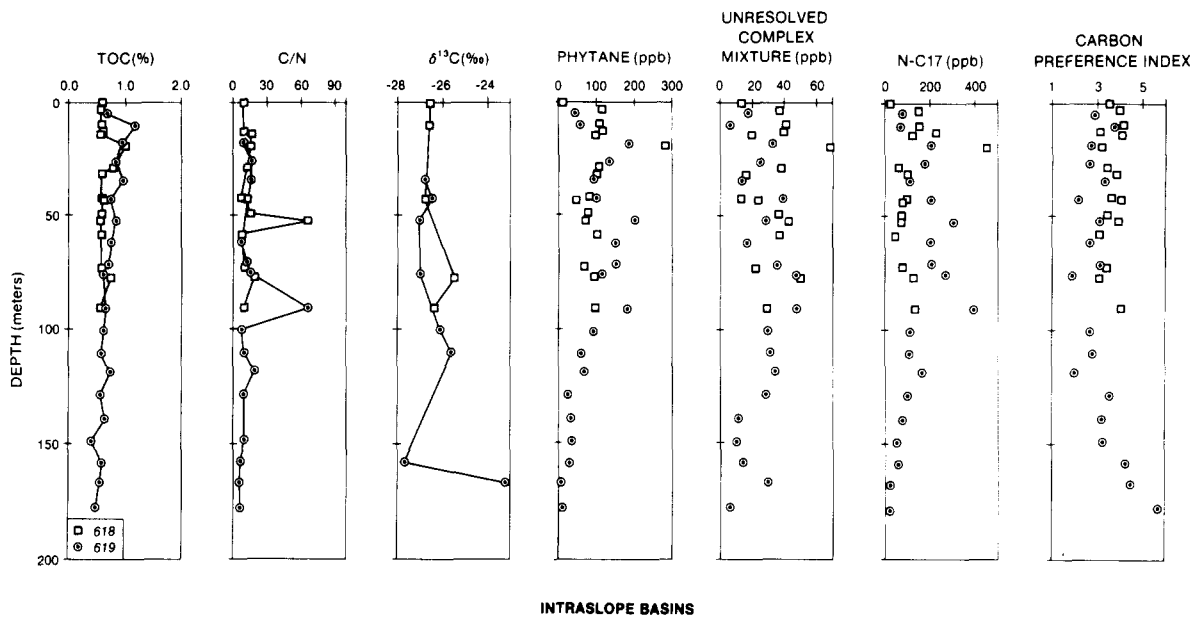 TOC(%)
C/N
δ¹³C(‰)
PHYTANE (ppb)
UNRESOLVED
COMPLEX
MIXTURE (ppb)
N-C17 (ppb)
CARBON
PREFERENCE INDEX
0 1.0 2.0
0 30 60 90
-28 -26 -24
0 100 200 300
0 20 40 60
0 200 400
1 3 5
0
50
100
150
200
DEPTH (meters)
618
619
INTRASLOPE BASINS